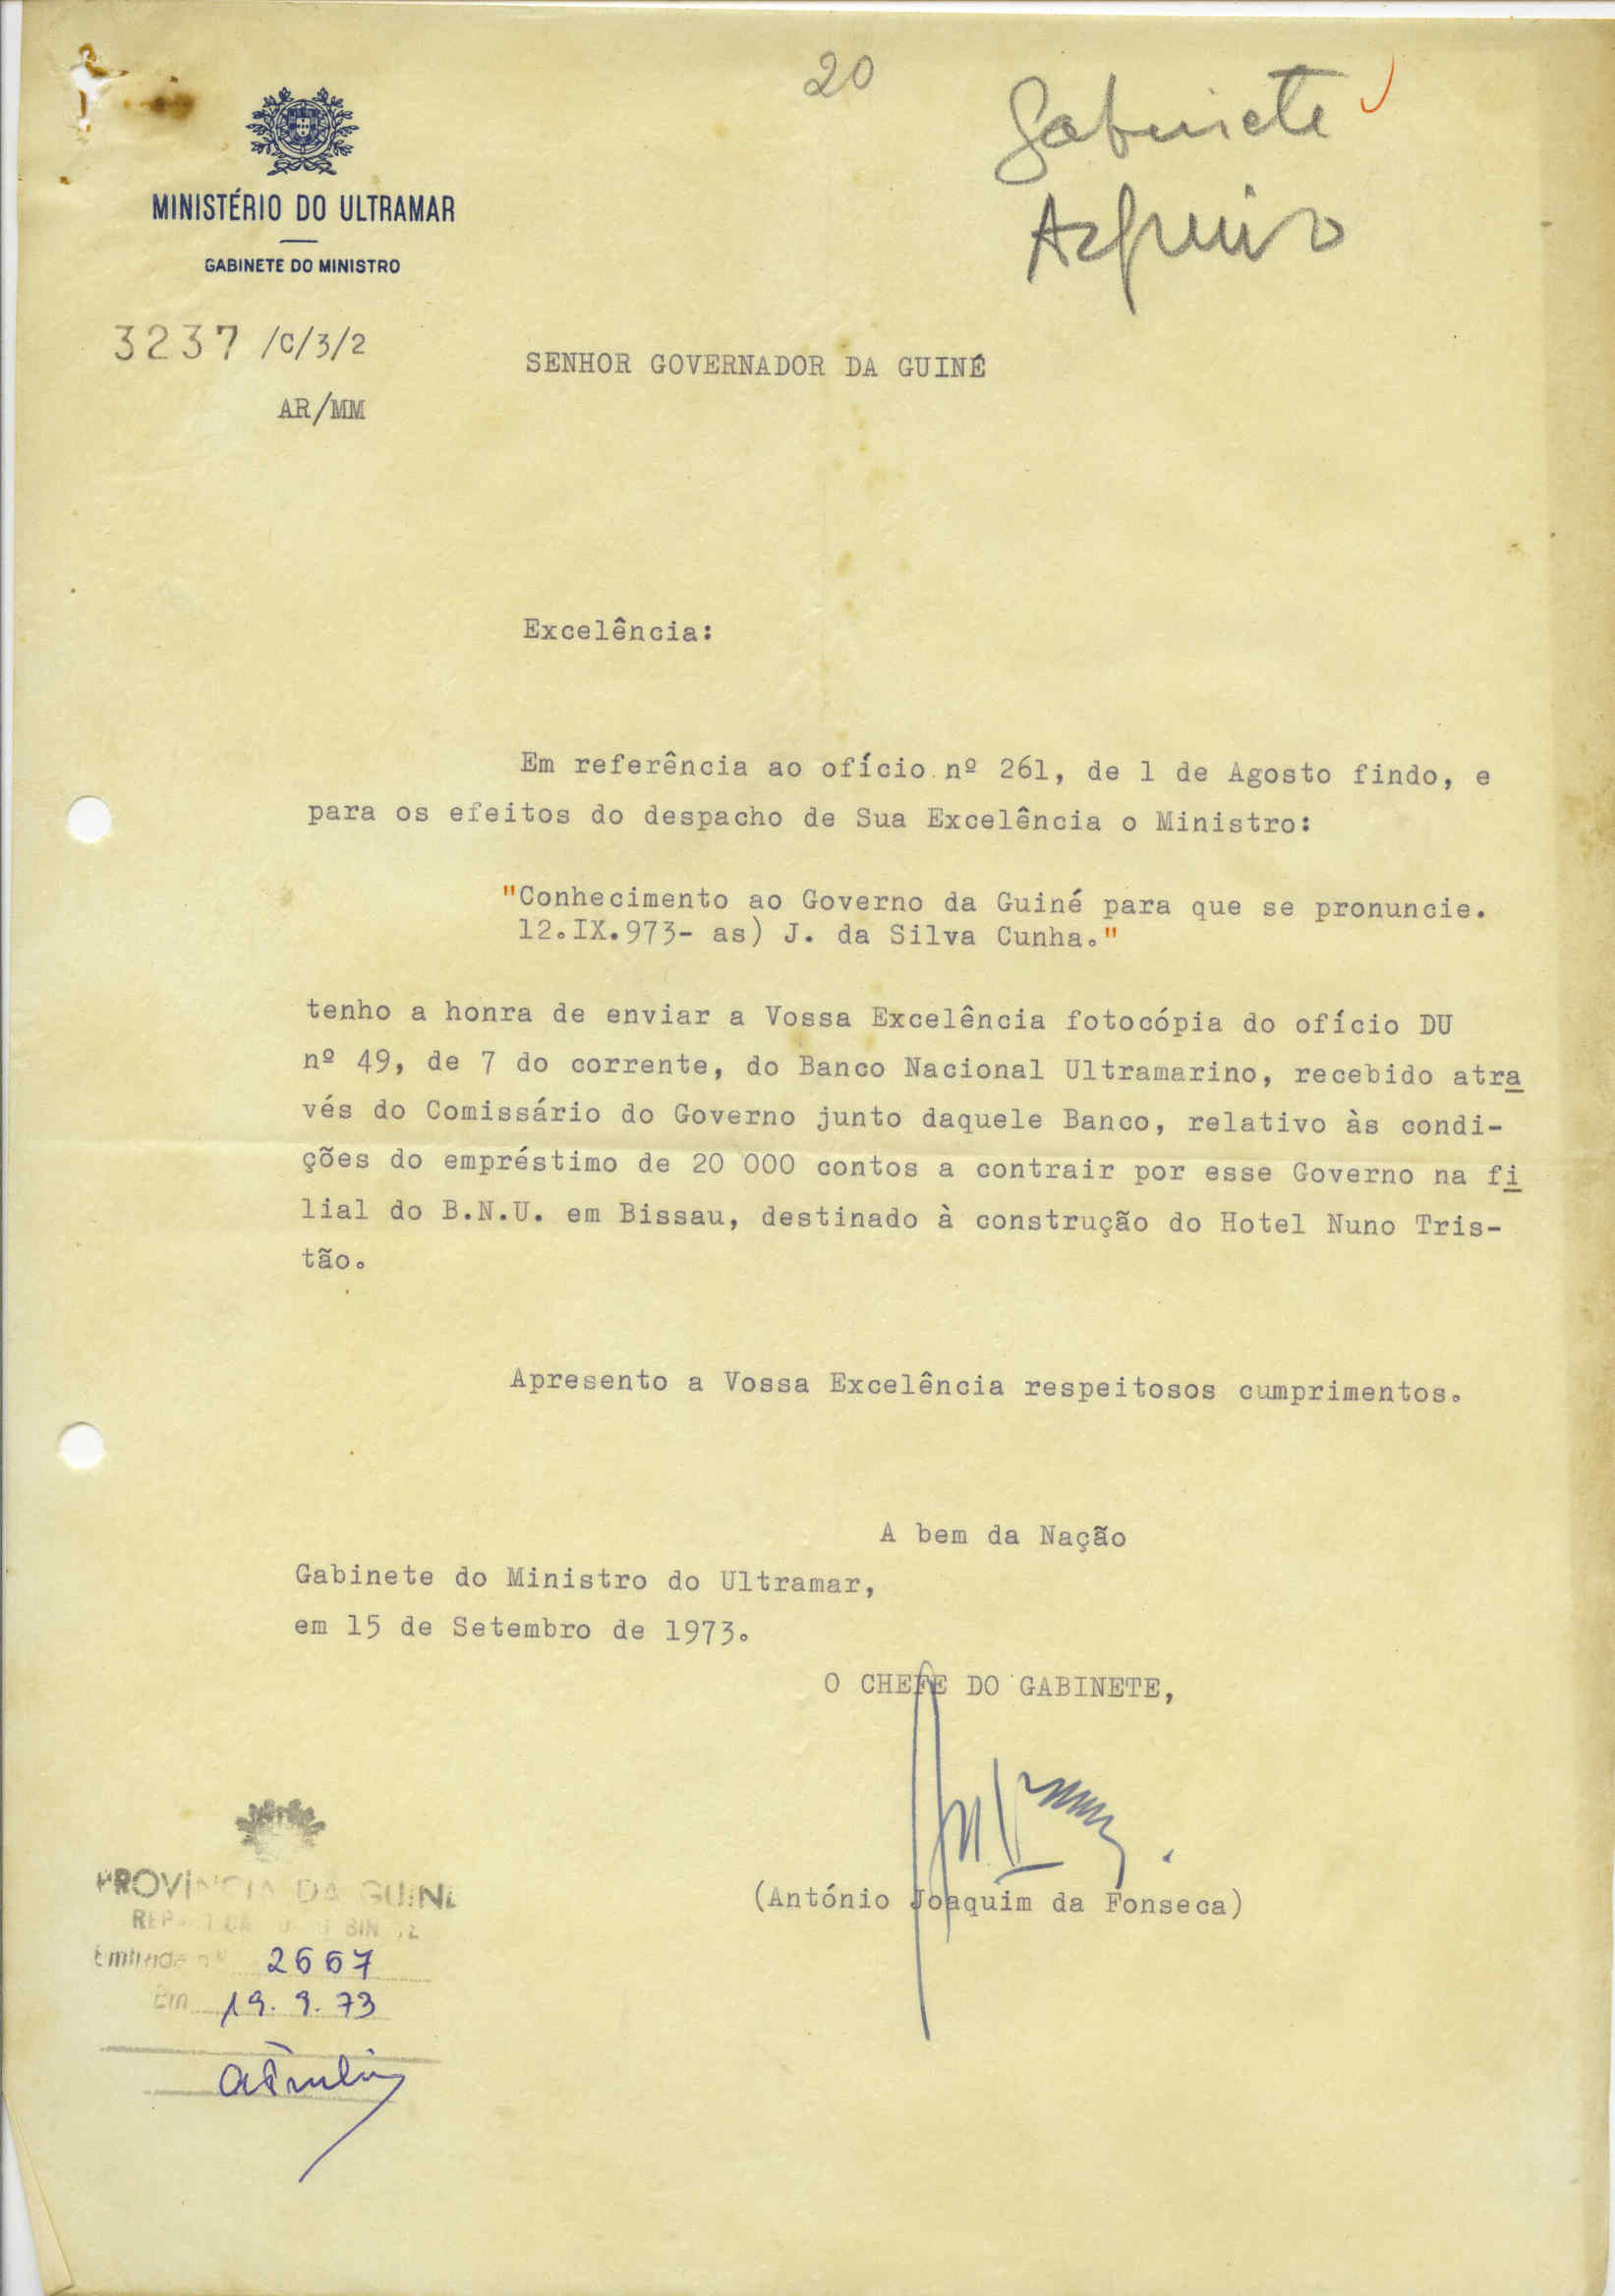 20
Gabinete
Arquivo
MINISTÉRIO DO ULTRAMAR
GABINETE DO MINISTRO
3237 /C/3/2
AR/MM
SENHOR GOVERNADOR DA GUINÉ
Excelência:
Em referência ao ofício nº 261, de 1 de Agosto findo, e
para os efeitos do despacho de Sua Excelência o Ministro:
"Conhecimento ao Governo da Guiné para que se pronuncie.
12.IX.973- as) J. da Silva Cunha."
tenho a honra de enviar a Vossa Excelência fotocópia do ofício DU
nº 49, de 7 do corrente, do Banco Nacional Ultramarino, recebido atra
vés do Comissário do Governo junto daquele Banco, relativo às condi-
ções do empréstimo de 20 000 contos a contrair por esse Governo na fi
lial do B.N.U. em Bissau, destinado à construção do Hotel Nuno Tris-
tão.
Apresento a Vossa Excelência respeitosos cumprimentos.
A bem da Nação
Gabinete do Ministro do Ultramar,
em 15 de Setembro de 1973.
O CHEFE DO GABINETE,
(António Joaquim da Fonseca)
PROVÍNCIA DA GUINÉ
Entrada nº 2667
Em 19. 9. 73